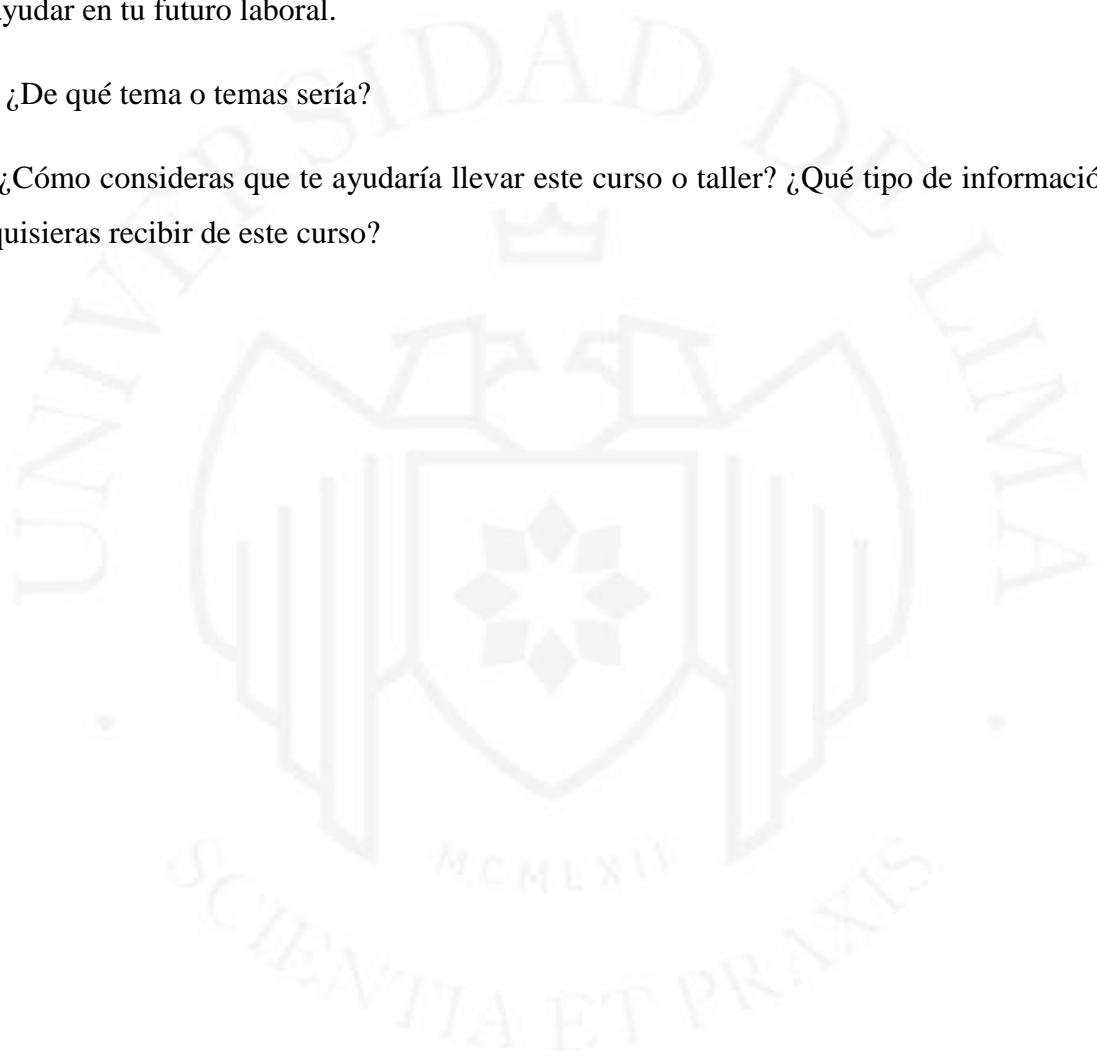 ayudar en tu futuro laboral.
¿De qué tema o temas sería?
¿Cómo consideras que te ayudaría llevar este curso o taller? ¿Qué tipo de informació
quisieras recibir de este curso?
UNIVERSIDAD DE LIMA
MCMLXII
SCIENTIA ET PRAXIS